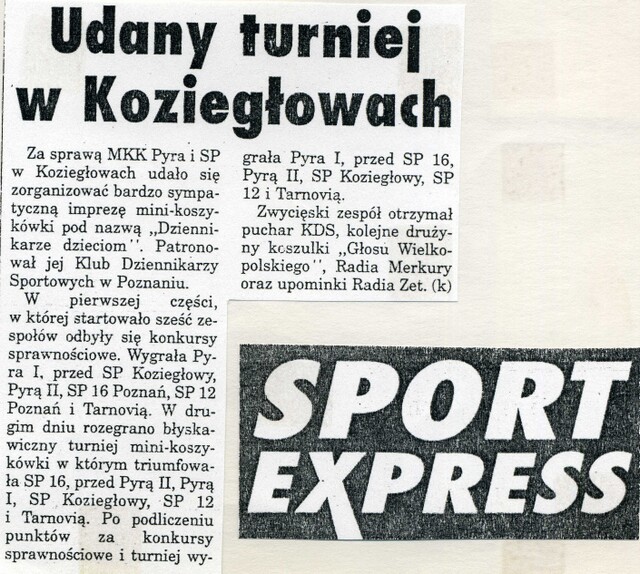 Udany turniej
w Koziegłowach
Za sprawą MKK Pyra i SP
w Koziegłowach udało się
zorganizować bardzo sympa-
tyczną imprezę mini-koszy-
kówki pod nazwą „Dzienni-
karze dzieciom". Patrono-
wał jej Klub Dziennikarzy
Sportowych w Poznaniu.
W pierwszej części,
w której startowało sześć ze-
społów odbyły się konkursy
sprawnościowe. Wygrała Py-
ra I, przed SP Koziegłowy,
Pyrą II, SP 16 Poznań, SP 12
Poznań i Tarnovią. W dru-
gim dniu rozegrano błyska-
wiczny turniej mini-koszy-
kówki w którym triumfowa-
ła SP 16, przed Pyrą II, Pyrą
I, SP Koziegłowy, SP 12
i Tarnovią. Po podliczeniu
punktów za konkursy
sprawnościowe i turniej wy-
grała Pyra I, przed SP 16,
Pyrą II, SP Koziegłowy, SP
12 i Tarnovią.
Zwycięski zespół otrzymał
puchar KDS, kolejne druży-
ny koszulki „Głosu Wielko-
polskiego", Radia Merkury
oraz upominki Radia Zet. (k)
SPORT
EXPRESS